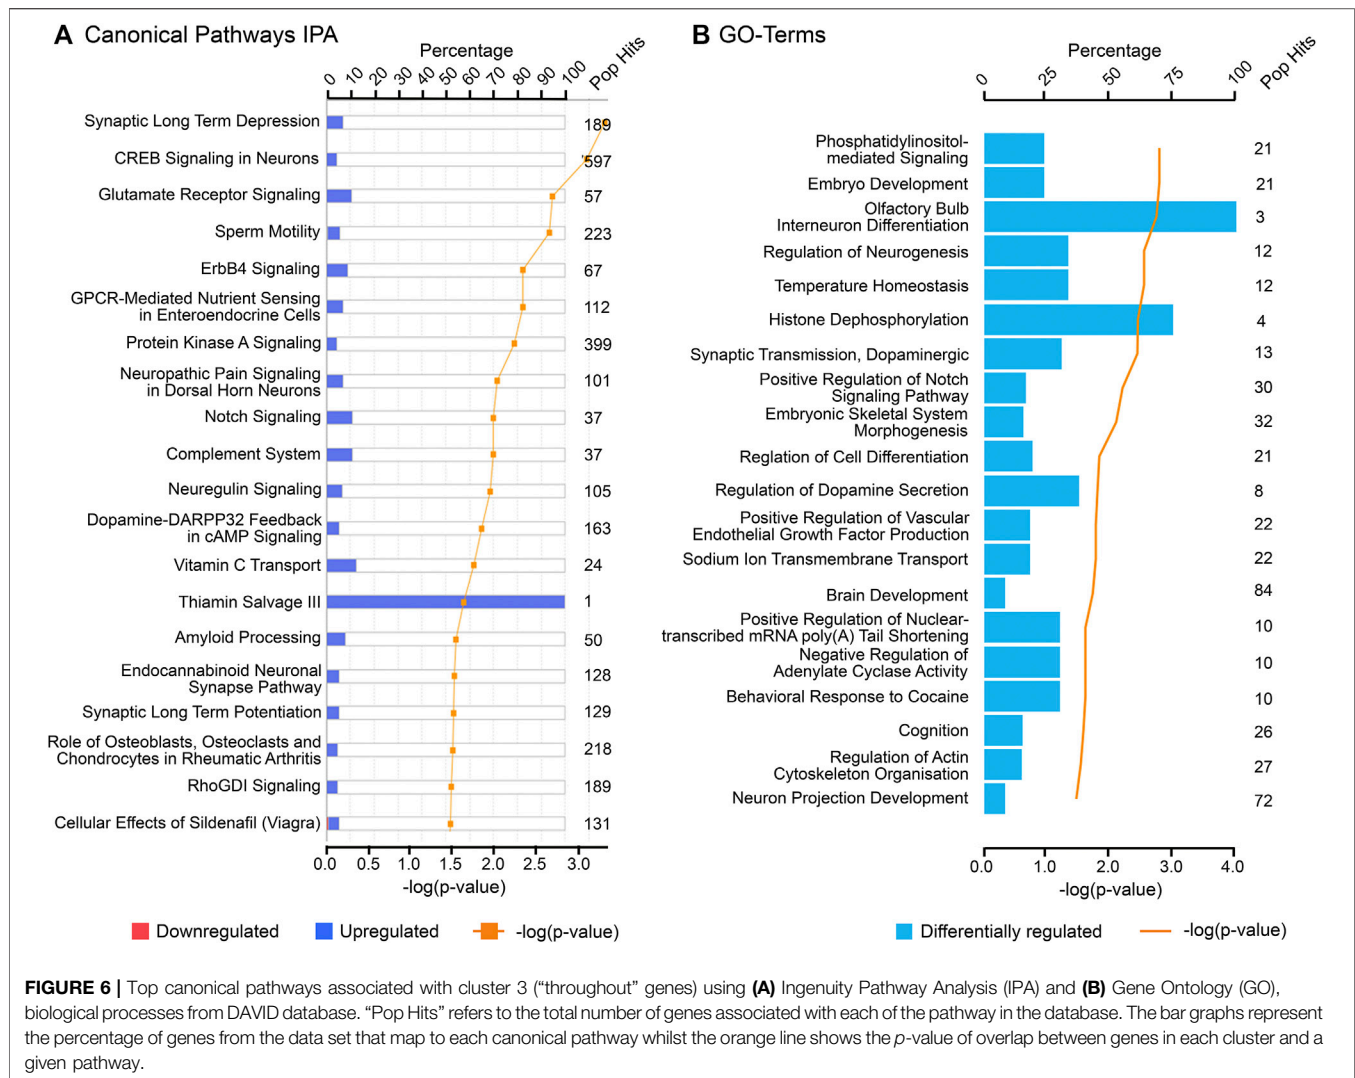 A Canonical Pathways IPA
Percentage
0 10 20 30 40 50 60 70 80 90 100 Pop Hits
Synaptic Long Term Depression 189
CREB Signaling in Neurons 597
Glutamate Receptor Signaling 57
Sperm Motility 223
ErbB4 Signaling 67
GPCR-Mediated Nutrient Sensing
in Enteroendocrine Cells 112
Protein Kinase A Signaling 399
Neuropathic Pain Signaling
in Dorsal Horn Neurons 101
Notch Signaling 37
Complement System 37
Neuregulin Signaling 105
Dopamine-DARPP32 Feedback
in cAMP Signaling 163
Vitamin C Transport 24
Thiamin Salvage III 1
Amyloid Processing 50
Endocannabinoid Neuronal
Synapse Pathway 128
Synaptic Long Term Potentiation 129
Role of Osteoblasts, Osteoclasts and
Chondrocytes in Rheumatic Arthritis 218
RhoGDI Signaling 189
Cellular Effects of Sildenafil (Viagra) 131
0.0 0.5 1.0 1.5 2.0 2.5 3.0
-log(p-value)
Downregulated Upregulated -log(p-value)
B GO-Terms
Percentage
0 25 50 75 100 Pop Hits
Phosphatidylinositol-
mediated Signaling 21
Embryo Development 21
Olfactory Bulb
Interneuron Differentiation 3
Regulation of Neurogenesis 12
Temperature Homeostasis 12
Histone Dephosphorylation 4
Synaptic Transmission, Dopaminergic 13
Positive Regulation of Notch
Signaling Pathway 30
Embryonic Skeletal System
Morphogenesis 32
Reglation of Cell Differentiation 21
Regulation of Dopamine Secretion 8
Positive Regulation of Vascular
Endothelial Growth Factor Production 22
Sodium Ion Transmembrane Transport 22
Brain Development 84
Positive Regulation of Nuclear-
transcribed mRNA poly(A) Tail Shortening 10
Negative Regulation of
Adenylate Cyclase Activity 10
Behavioral Response to Cocaine 10
Cognition 26
Regulation of Actin
Cytoskeleton Organisation 27
Neuron Projection Development 72
0.0 1.0 2.0 3.0 4.0
-log(p-value)
Differentially regulated -log(p-value)
FIGURE 6 | Top canonical pathways associated with cluster 3 (“throughout” genes) using (A) Ingenuity Pathway Analysis (IPA) and (B) Gene Ontology (GO),
biological processes from DAVID database. “Pop Hits” refers to the total number of genes associated with each of the pathway in the database. The bar graphs represent
the percentage of genes from the data set that map to each canonical pathway whilst the orange line shows the p-value of overlap between genes in each cluster and a
given pathway.